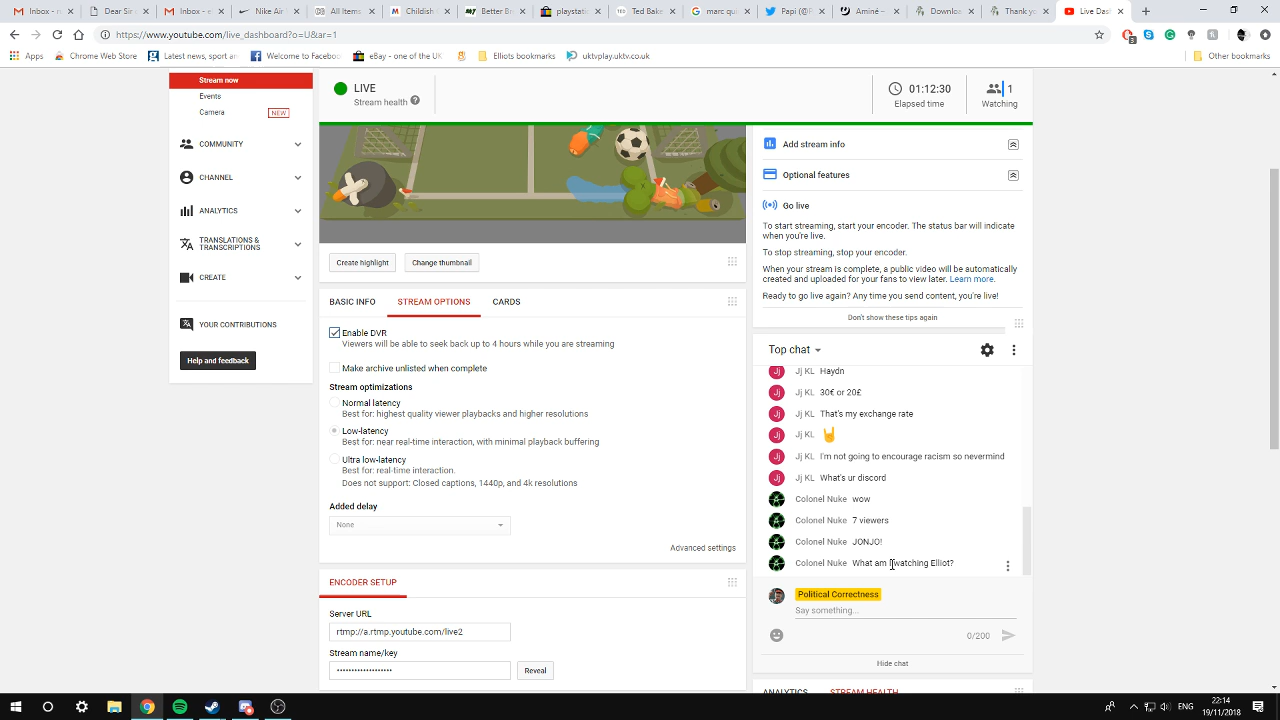 Inbox - e
Dear Sir
Inbox - e
Nike Air
All Items
Childish
Better Br
playstati
Ted Bake
marc qui
Papi (@
Aminé –
Downloa
Thank yo
Live Das
https://www.youtube.com/live_dashboard?o=U&ar=1
Apps
Chrome Web Store
Latest news, sport an
Welcome to Facebo
eBay - one of the UK
Elliots bookmarks
uktvplay.uktv.co.uk
Other bookmarks
Stream now
Events
Camera
NEW
COMMUNITY
CHANNEL
ANALYTICS
TRANSLATIONS &
TRANSCRIPTIONS
CREATE
YOUR CONTRIBUTIONS
Help and feedback
LIVE
Stream health
01:12:30
Elapsed time
1
Watching
Create highlight
Change thumbnail
BASIC INFO
STREAM OPTIONS
CARDS
Enable DVR
Viewers will be able to seek back up to 4 hours while you are streaming
Make archive unlisted when complete
Stream optimizations
Normal latency
Best for: highest quality viewer playbacks and higher resolutions
Low-latency
Best for: near real-time interaction, with minimal playback buffering
Ultra low-latency
Best for: real-time interaction.
Does not support: Closed captions, 1440p, and 4k resolutions
Added delay
None
Advanced settings
ENCODER SETUP
Server URL
rtmp://a.rtmp.youtube.com/live2
Stream name/key
••••••••••••••••••
Reveal
Add stream info
Optional features
Go live
To start streaming, start your encoder. The status bar will indicate
when you're live.
To stop streaming, stop your encoder.
When your stream is complete, a public video will be automatically
created and uploaded for your fans to view later. Learn more.
Ready to go live again? Any time you send content, you're live!
Don't show these tips again
Top chat
Jj KL Haydn
Jj KL 30€ or 20£
Jj KL That's my exchange rate
Jj KL 🤘
Jj KL I'm not going to encourage racism so nevermind
Jj KL What's ur discord
Colonel Nuke wow
Colonel Nuke 7 viewers
Colonel Nuke JONJO!
Colonel Nuke What am I watching Elliot?
Political Correctness
Say something...
0/200
Hide chat
ANALYTICS
STREAM HEALTH
ENG
22:14
19/11/2018